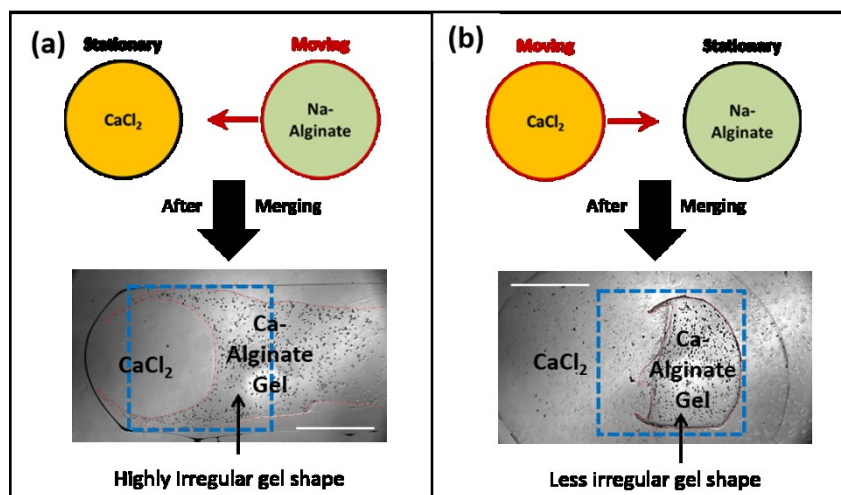 (a)
Stationary
Moving
CaCl₂
Na-
Alginate
After
Merging
CaCl₂
Ca-
Alginate
Gel
Highly irregular gel shape
(b)
Moving
Stationary
CaCl₂
Na-
Alginate
After
Merging
CaCl₂
Ca-
Alginate
Gel
Less irregular gel shape